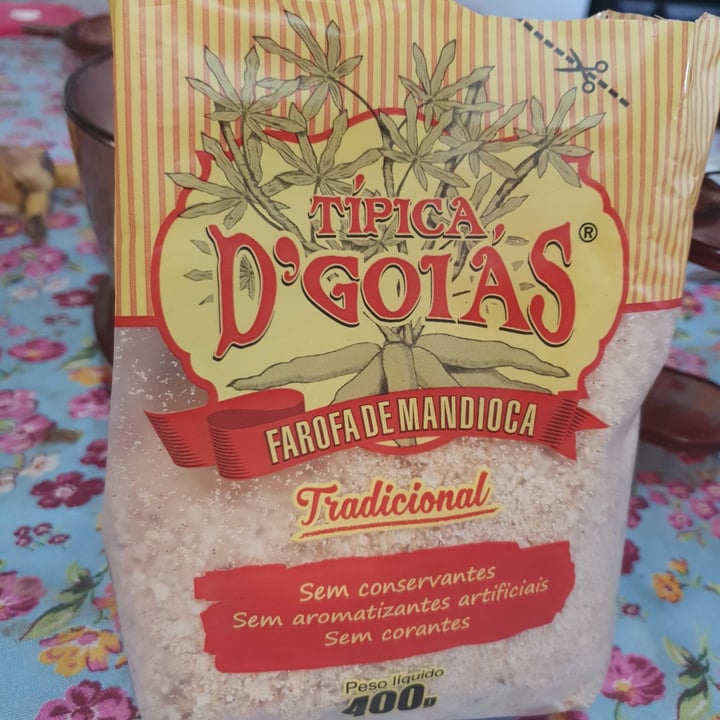 TÍPICA
D'GOIÁS®
FAROFA DE MANDIOCA
Tradicional
Sem conservantes
Sem aromatizantes artificiais
Sem corantes
Peso líquido
400g